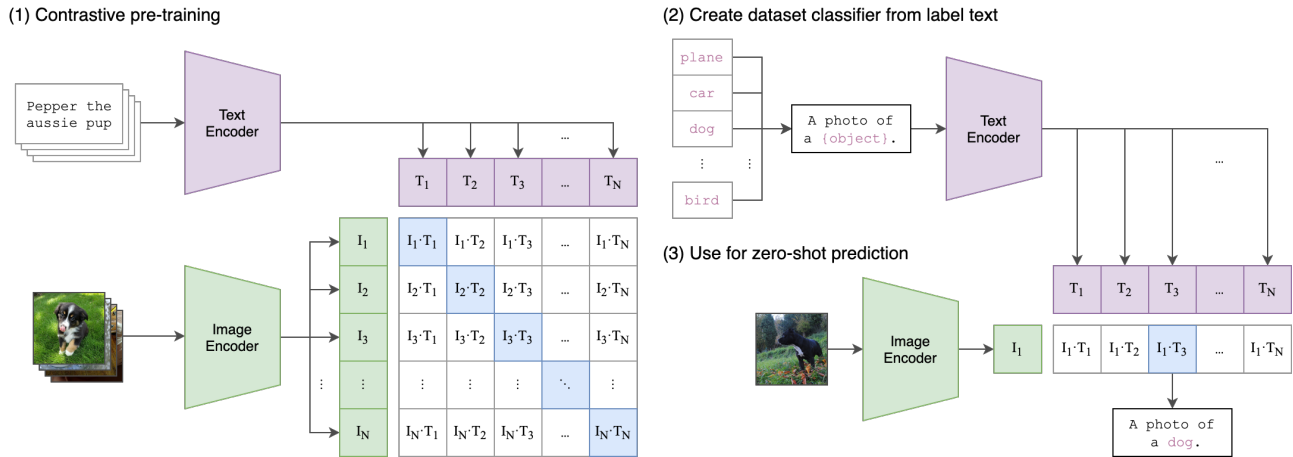 (1) Contrastive pre-training
Pepper the
aussie pup
Text
Encoder
...
T1 T2 T3 ... TN
I1 I1·T1 I1·T2 I1·T3 ... I1·TN
I2 I2·T1 I2·T2 I2·T3 ... I2·TN
I3 I3·T1 I3·T2 I3·T3 ... I3·TN
⋮ ⋮ ⋮ ⋮ ⋮ ⋱ ⋮
IN IN·T1 IN·T2 IN·T3 ... IN·TN
Image
Encoder
(2) Create dataset classifier from label text
plane
car
dog
⋮ ⋮
bird
A photo of
a {object}.
Text
Encoder
...
(3) Use for zero-shot prediction
Image
Encoder
T1 T2 T3 ... TN
I1 I1·T1 I1·T2 I1·T3 ... I1·TN
A photo of
a dog.